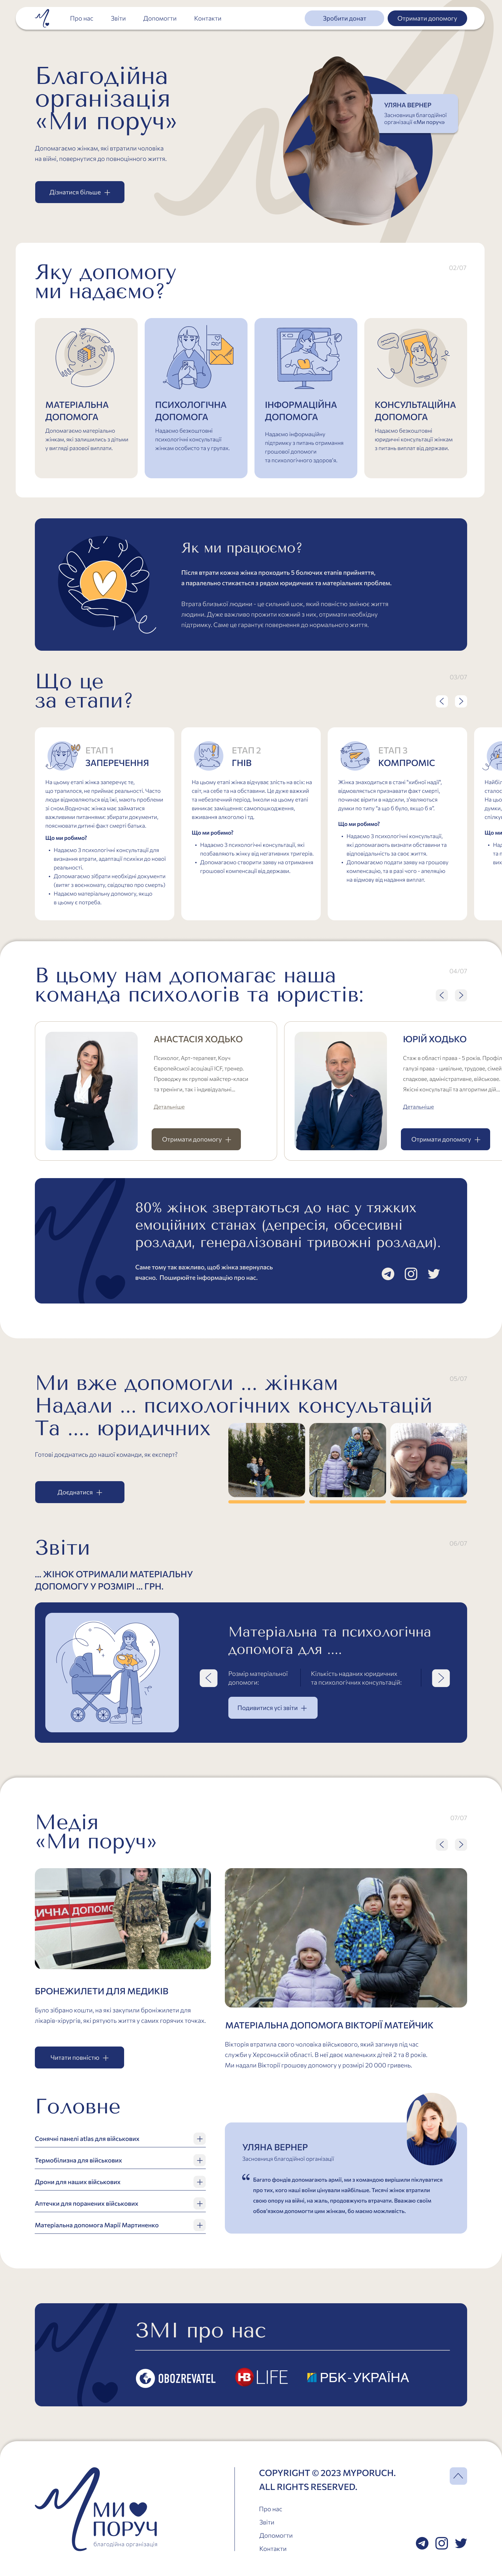 Про нас
Звіти
Допомогти
Контакти
Зробити донат
Отримати допомогу
Благодійна
організація
«Ми поруч»
УЛЯНА ВЕРНЕР
Засновниця благодійної
організації «Ми поруч»
Допомагаємо жінкам, які втратили чоловіка
на війні, повернутися до повноцінного життя.
Дізнатися більше
Яку допомогу
ми надаємо?
02/07
МАТЕРІАЛЬНА
ДОПОМОГА
Допомагаємо матеріально
жінкам, які залишились з дітьми
у вигляді разової виплати.
ПСИХОЛОГІЧНА
ДОПОМОГА
Надаємо безкоштовні
психологічні консультації
жінкам особисто та у групах.
ІНФОРМАЦІЙНА
ДОПОМОГА
Надаємо інформаційну
підтримку з питань отримання
грошової допомоги
та психологічного здоров'я.
КОНСУЛЬТАЦІЙНА
ДОПОМОГА
Надаємо безкоштовні
юридичні консультації жінкам
з питань виплат від держави.
Як ми працюємо?
Після втрати кожна жінка проходить 5 болючих етапів прийняття,
а паралельно стикається з рядом юридичних та матеріальних проблем.
Втрата близької людини - це сильний шок, який повністю змінює життя
людини. Дуже важливо прожити кожний з них, отримати необхідну
підтримку. Саме це гарантує повернення до нормального життя.
Що це
за етапи?
03/07
ЕТАП 1
ЗАПЕРЕЧЕННЯ
На цьому етапі жінка заперечує те,
що трапилося, не приймає реальності. Часто
люди відмовляються від їжі, мають проблеми
зі сном.Водночас жінка має займатися
важливими питаннями: збирати документи,
пояснювати дитині факт смерті батька.
Що ми робимо?
Надаємо 3 психологічні консультації для
визнання втрати, адаптації психіки до нової
реальності.
Допомагаємо зібрати необхідні документи
(витяг з воєнкомату, свідоцтво про смерть)
Надаємо матеріальну допомогу, якщо
в цьому є потреба.
ЕТАП 2
ГНІВ
На цьому етапі жінка відчуває злість на всіх: на
світ, на себе та на обставини. Це дуже важкий
та небезпечний період. Інколи на цьому етапі
виникає заміщення: самопошкодження,
вживання алкоголю і тд.
Що ми робимо?
Надаємо 3 психологічні консультації, які
позбавляють жінку від негативних тригерів.
Допомагаємо створити заяву на отримання
грошової компенсації від держави.
ЕТАП 3
КОМПРОМІС
Жінка знаходиться в стані "хибної надії",
відмовляється признавати факт смерті,
починає вірити в надзили, з'являються
думки по типу "а що б було, якщо б я".
Що ми робимо?
Надаємо 3 психологічні консультації,
які допомагають визнати обставини та
відповідальність за своє життя.
Допомагаємо подати заяву на грошову
компенсацію, та в разі чого - апеляцію
на відмову від надання виплат.
В цьому нам допомагає наша
команда психологів та юристів:
04/07
АНАСТАСІЯ ХОДЬКО
Психолог, Арт-терапевт,Коуч
Європейської асоціації ICF, тренер.
Проводжу як групові майстер-класи
та тренінги, так і індивідуальні...
Детальніше
Отримати допомогу
ЮРІЙ ХОДЬКО
Стаж в області права - 5 років. Профіль
галузі права - цивільне, трудове, сімей
спадкове, адміністративне, військове.
Якісні консультації та алгоритм дій...
Детальніше
Отримати допомогу
80% жінок звертаються до нас у тяжких
емоційних станах (депресія, обсесивні
розлади, генералізовані тривожні розлади).
Саме тому так важливо, щоб жінка звернулась
вчасно. Поширюйте інформацію про нас.
Ми вже допомогли ... жінкам
Надали ... психологічних консультацій
Та .... юридичних
05/07
Готові доєднатись до нашої команди, як експерт?
Доєднатися
Звіти
06/07
... ЖІНОК ОТРИМАЛИ МАТЕРІАЛЬНУ
ДОПОМОГУ У РОЗМІРІ ... ГРН.
Матеріальна та психологічна
допомога для ....
Розмір матеріальної
допомоги:
Кількість наданих юридичних
та психологічних консультацій:
Подивитися усі звіти
Медія
«Ми поруч»
07/07
ИЧНА ДОПОМО
БРОНЕЖИЛЕТИ ДЛЯ МЕДИКІВ
Було зібрано кошти, на які закупили броніжилети для
лікарів-хірургів, які рятують життя у самих горячих точках.
Читати повністю
МАТЕРІАЛЬНА ДОПОМОГА ВІКТОРІЇ МАТЕЙЧИК
Вікторія втратила свого чоловіка військового, який загинув під час
служби у Херсонській області. В неї двоє маленьких дітей 2 та 8 років.
Ми надали Вікторії грошову допомогу у розмірі 20 000 гривень.
Головне
Сонячні панелі atlas для військових
Термобілизна для військових
Дрони для наших військових
Аптечки для поранених військових
Матеріальна допомога Марії Мартиненко
УЛЯНА ВЕРНЕР
Засновниця благодійної організації
Багато фондів допомагають армії, ми з командою вирішили піклуватися
про тих, кого наші воїни цінували найбільше. Тисячі жінок втратили
свою опору на війні, на жаль, продовжують втрачати. Вважаю своїм
обов'язком допомогти цим жінкам, бо маємо можливість.
ЗМІ про нас
OBOZREVATEL
НВ LIFE
РБК-УКРАЇНА
МИ
ПОРУЧ
благодійна організація
COPYRIGHT © 2023 MYPORUCH.
ALL RIGHTS RESERVED.
Про нас
Звіти
Допомогти
Контакти